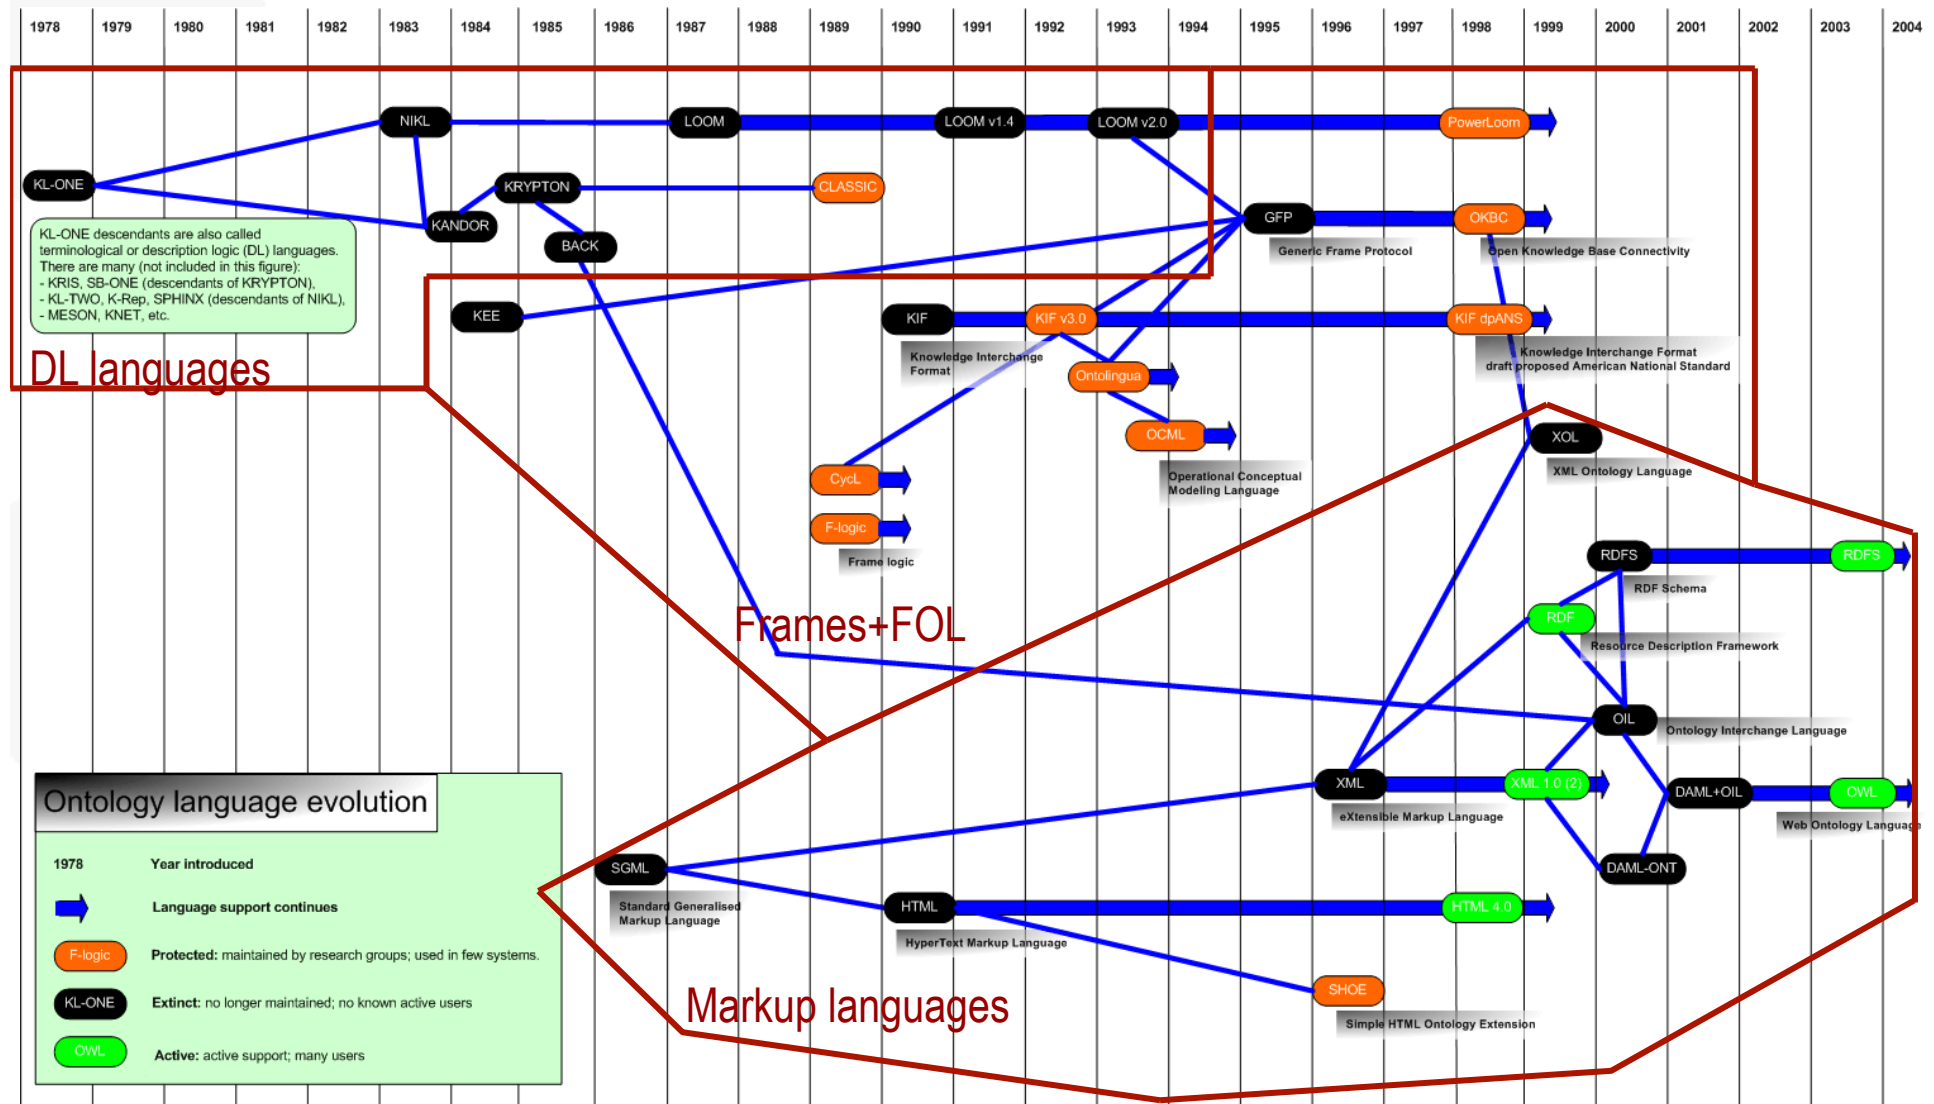 1978 1979 1980 1981 1982 1983 1984 1985 1986 1987 1988 1989 1990 1991 1992 1993 1994 1995 1996 1997 1998 1999 2000 2001 2002 2003 2004
NIKL
LOOM
LOOM v1.4
LOOM v2.0
PowerLoom
KL-ONE
KRYPTON
CLASSIC
KANDOR
BACK
GFP
Generic Frame Protocol
OKBC
Open Knowledge Base Connectivity
KL-ONE descendants are also called
terminological or description logic (DL) languages.
There are many (not included in this figure):
- KRIS, SB-ONE (descendants of KRYPTON),
- KL-TWO, K-Rep, SPHINX (descendants of NIKL),
- MESON, KNET, etc.
DL languages
KEE
KIF
Knowledge Interchange
Format
KIF v3.0
KIF dpANS
Knowledge Interchange Format
draft proposed American National Standard
Ontolingua
OCML
Operational Conceptual
Modeling Language
XOL
XML Ontology Language
CycL
F-logic
Frame logic
RDFS
RDF Schema
RDFS
Frames+FOL
RDF
Resource Description Framework
OIL
Ontology Interchange Language
XML
eXtensible Markup Language
XML 1.0 (2)
DAML+OIL
OWL
Web Ontology Language
DAML-ONT
SGML
Standard Generalised
Markup Language
HTML
HyperText Markup Language
HTML 4.0
SHOE
Simple HTML Ontology Extension
Markup languages
Ontology language evolution
1978 Year introduced
Language support continues
F-logic Protected: maintained by research groups; used in few systems.
KL-ONE Extinct: no longer maintained; no known active users
OWL Active: active support; many users